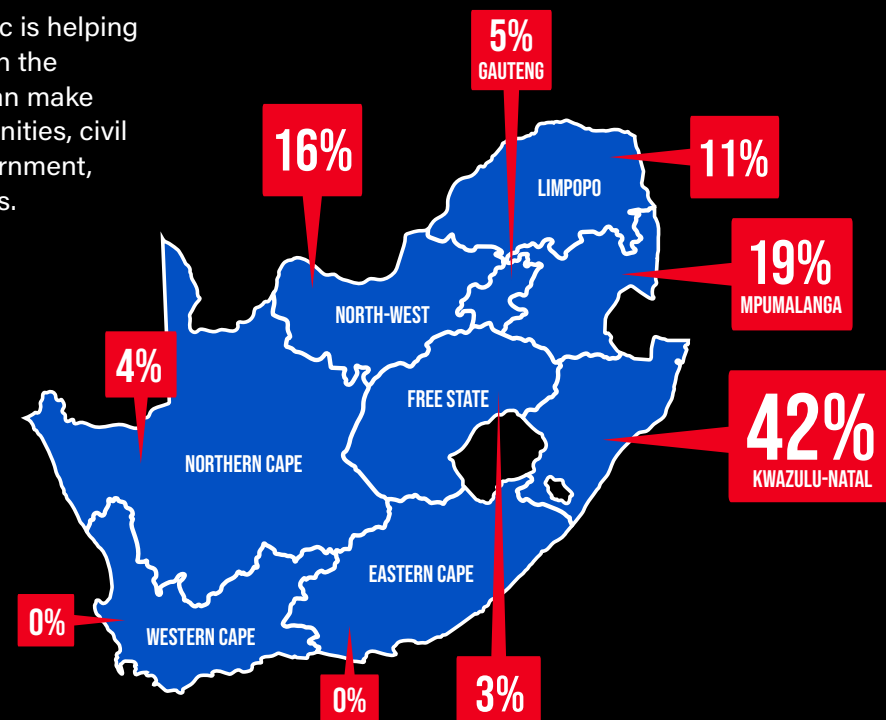 c is helping
n the
an make
nities, civil
ernment,
s.
5%
GAUTENG
16%
11%
LIMPOPO
19%
MPUMALANGA
NORTH-WEST
4%
FREE STATE
42%
KWAZULU-NATAL
NORTHERN CAPE
EASTERN CAPE
0%
WESTERN CAPE
0%
3%